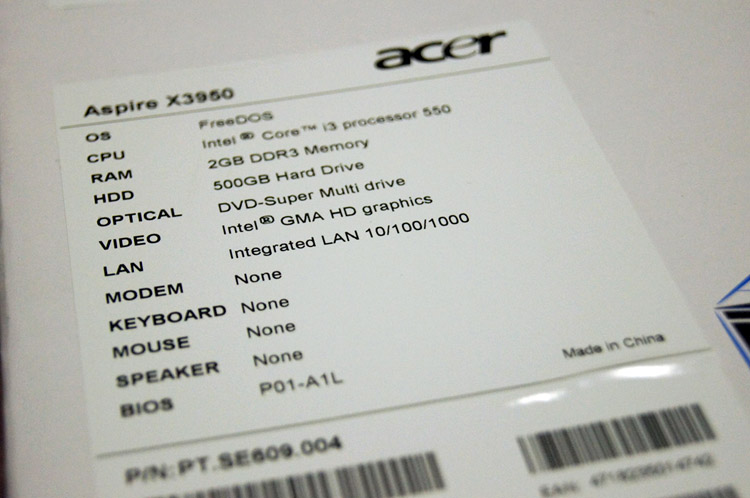 acer
Aspire X3950
OS FreeDOS
CPU Intel® Core™ i3 processor 550
RAM 2GB DDR3 Memory
HDD 500GB Hard Drive
OPTICAL DVD-Super Multi drive
VIDEO Intel® GMA HD graphics
LAN Integrated LAN 10/100/1000
MODEM None
KEYBOARD None
MOUSE None
SPEAKER None
BIOS P01-A1L
Made in China
P/N: PT.SE609.004
EAN: